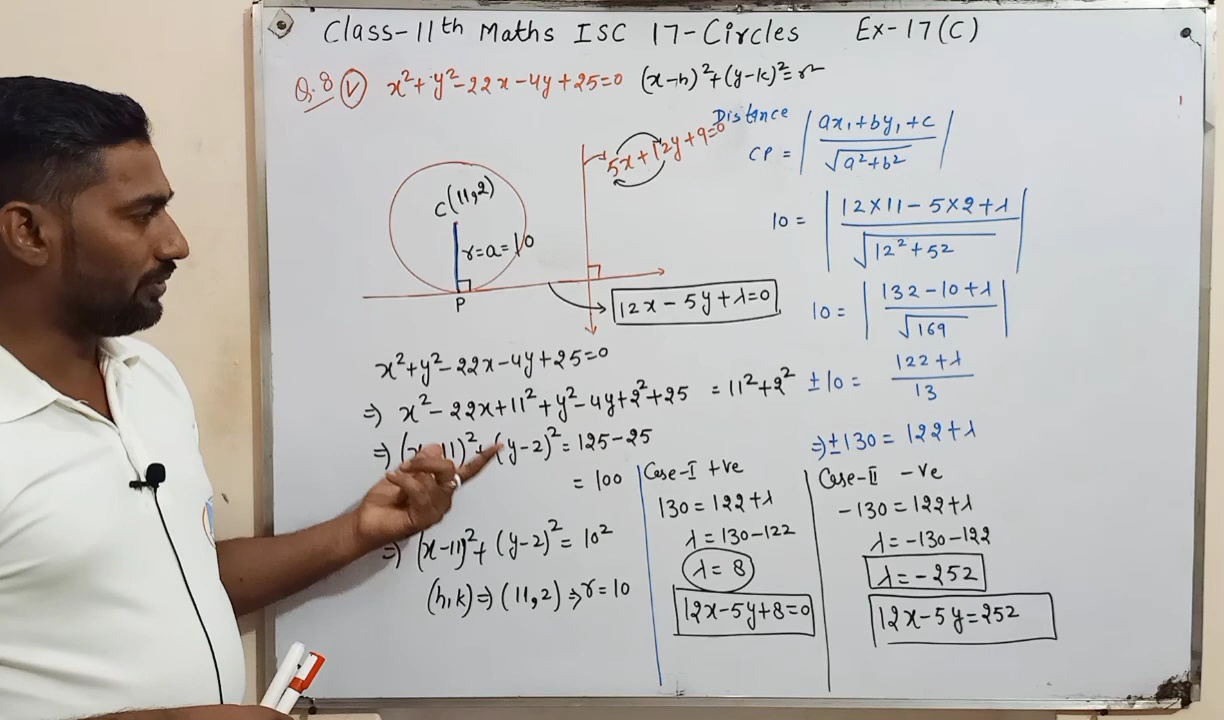 Class-11th Maths ISC 17-Circles Ex-17(C)
Q.8 (V) x²+y²-22x-4y+25=0 (x-h)²+(y-k)²=r²
5x+12y+9=0
C(11,2)
r=a=10
P
12x-5y+λ=0
x²+y²-22x-4y+25=0
⇒ x²-22x+11²+y²-4y+2²+25 = 11²+2²
⇒ (x-11)²+(y-2)²=125-25
= 100
⇒ (x-11)²+(y-2)²=10²
(h,k)⇒(11,2)⇒r=10
Distance
CP = |ax₁+by₁+c / √a²+b²|
10 = |12×11-5×2+λ / √12²+52|
10 = |132-10+λ / √169|
±10 = 122+λ / 13
⇒±130=122+λ
Case-I +ve
130=122+λ
λ=130-122
λ=8
12x-5y+8=0
Case-II -ve
-130=122+λ
λ=-130-122
λ=-252
12x-5y=252